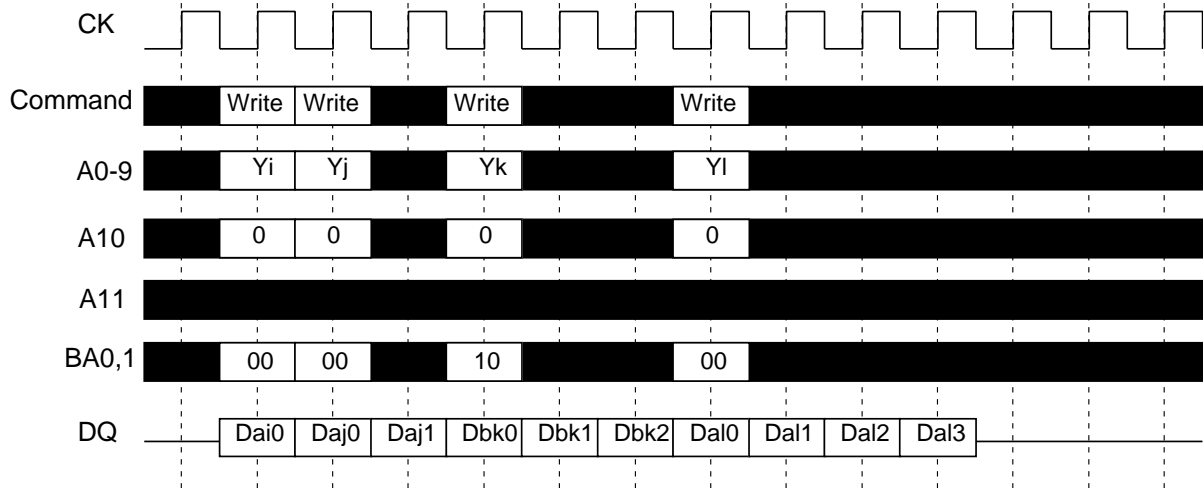 CK
Command Write Write Write Write
A0-9 Yi Yj Yk Yl
A10 0 0 0 0
A11
BA0,1 00 00 10 00
DQ Dai0 Daj0 Daj1 Dbk0 Dbk1 Dbk2 Dal0 Dal1 Dal2 Dal3